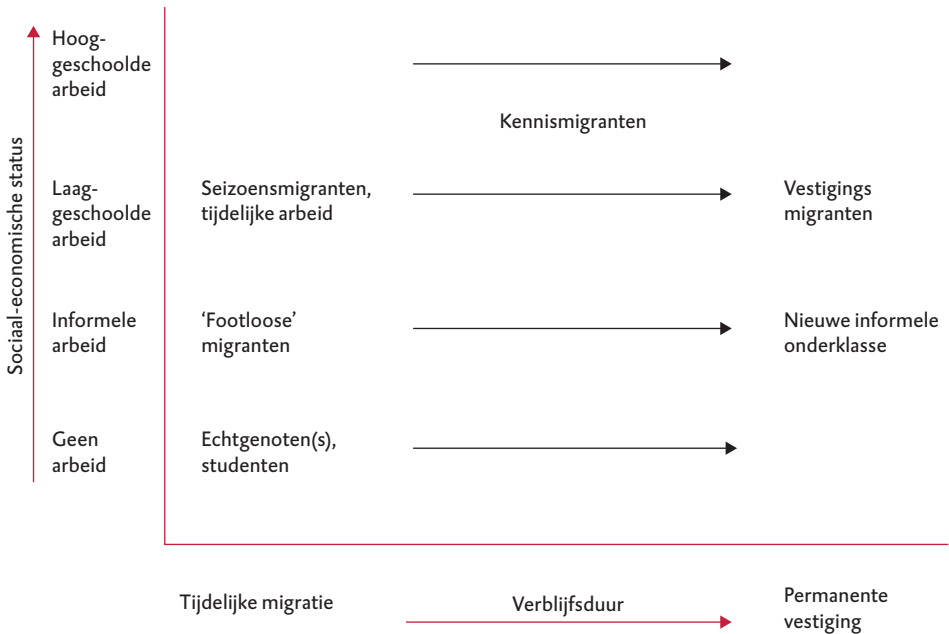 Sociaal-economische status
Hoog-
geschoolde
arbeid
Kennismigranten
Laag-
geschoolde
arbeid
Seizoensmigranten,
tijdelijke arbeid
Vestigings
migranten
Informele
arbeid
‘Footloose’
migranten
Nieuwe informele
onderklasse
Geen
arbeid
Echtgenoten(s),
studenten
Tijdelijke migratie
Verblijfsduur
Permanente
vestiging